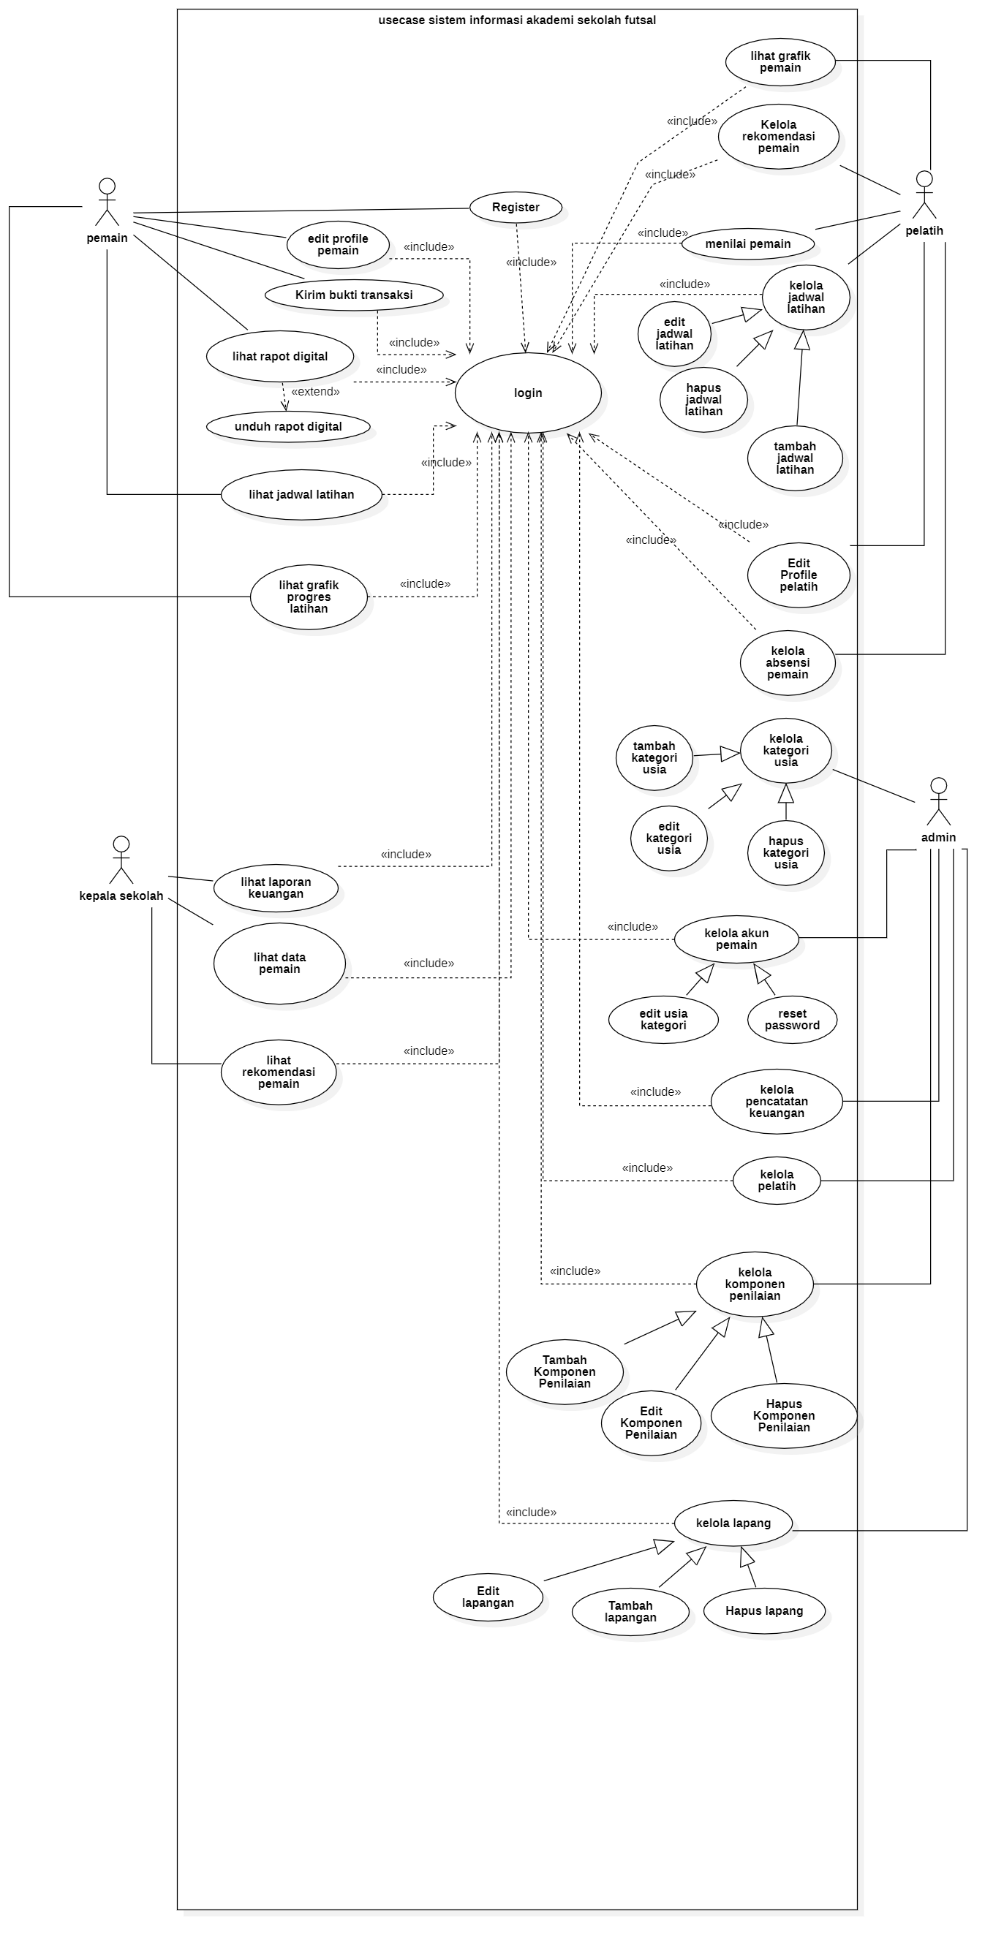 usecase sistem informasi akademi sekolah futsal
lihat grafik
pemain
«include»
Kelola
rekomendasi
pemain
«include»
pemain
Register
pelatih
edit profile
pemain
«include»
«include»
«include»
menilai pemain
Kirim bukti transaksi
«include»
kelola
jadwal
latihan
edit
jadwal
latihan
«include»
lihat rapot digital
«include»
«extend»
login
hapus
jadwal
latihan
unduh rapot digital
tambah
jadwal
latihan
«include»
lihat jadwal latihan
«include»
«include»
lihat grafik
progres
latihan
«include»
Edit
Profile
pelatih
kelola
absensi
pemain
tambah
kategori
usia
kelola
kategori
usia
edit
kategori
usia
hapus
kategori
usia
admin
kepala sekolah
«include»
lihat laporan
keuangan
«include»
kelola akun
pemain
lihat data
pemain
«include»
edit usia
kategori
reset
password
«include»
lihat
rekomendasi
pemain
«include»
kelola
pencatatan
keuangan
«include»
kelola
pelatih
«include»
kelola
komponen
penilaian
Tambah
Komponen
Penilaian
Edit
Komponen
Penilaian
Hapus
Komponen
Penilaian
«include»
kelola lapang
Edit
lapangan
Tambah
lapangan
Hapus lapang